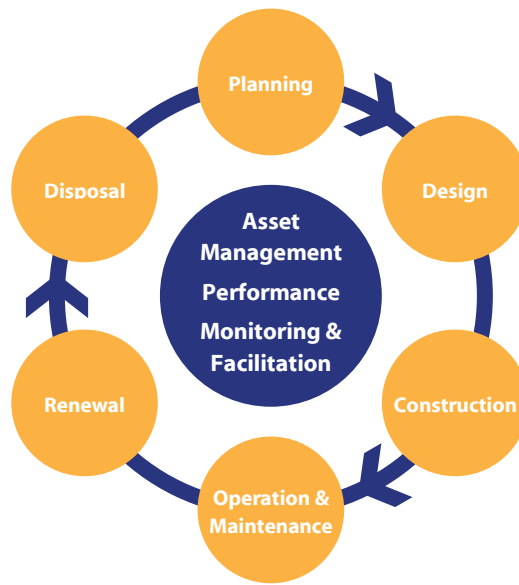 Planning
Design
Construction
Operation &
Maintenance
Renewal
Disposal
Asset
Management
Performance
Monitoring &
Facilitation